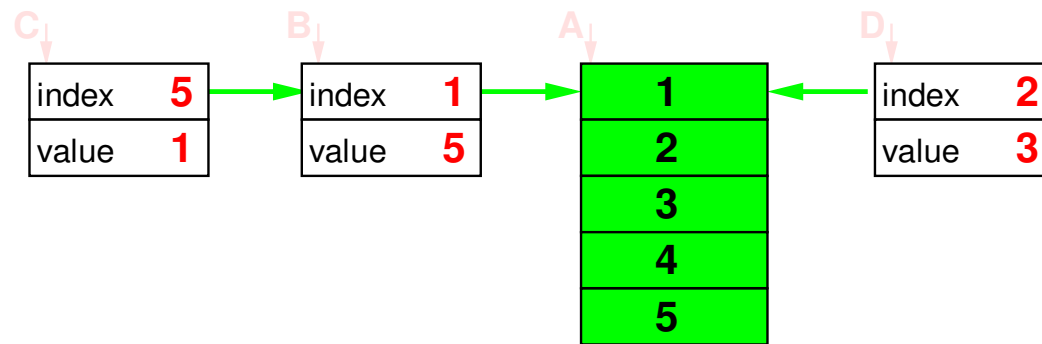 C B A D
index 5 index 1 1 index 2
value 1 value 5 2 value 3
3
4
5